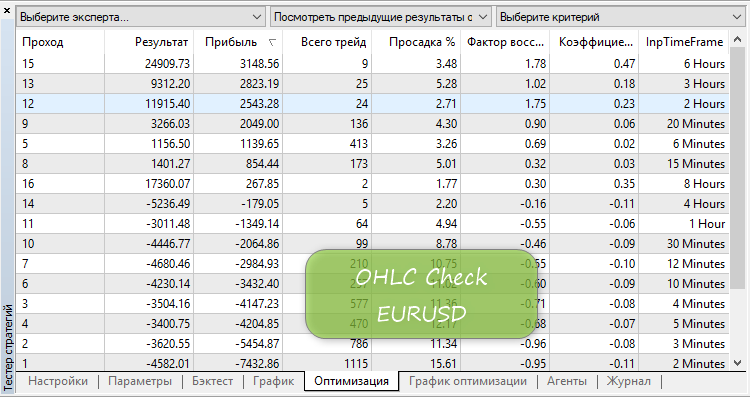 Выберите эксперта... Посмотреть предыдущие результаты о Выберите критерий
Проход Результат Прибыль Всего трейд Просадка % Фактор восс... Коэффицие... InpTimeFrame
15 24909.73 3148.56 9 3.48 1.78 0.47 6 Hours
13 9312.20 2823.19 25 5.28 1.02 0.18 3 Hours
12 11915.40 2543.28 24 2.71 1.75 0.23 2 Hours
9 3266.03 2049.00 136 4.30 0.90 0.06 20 Minutes
5 1156.50 1139.65 413 3.26 0.69 0.02 6 Minutes
8 1401.27 854.44 173 5.01 0.32 0.03 15 Minutes
16 17360.07 267.85 2 1.77 0.30 0.35 8 Hours
14 -5236.49 -179.05 5 2.20 -0.16 -0.11 4 Hours
11 -3011.48 -1349.14 64 4.94 -0.55 -0.06 1 Hour
10 -4446.77 -2064.86 99 8.78 -0.46 -0.09 30 Minutes
7 -4680.46 -2984.93 210 10.75 -0.55 -0.10 12 Minutes
6 -4230.14 -3432.40 -0.60 -0.09 10 Minutes
3 -3504.16 -4147.23 577 11.36 -0.71 -0.08 4 Minutes
4 -3400.75 -4204.85 470 12.17 -0.68 -0.07 5 Minutes
2 -3620.55 -5454.87 786 11.34 -0.96 -0.08 3 Minutes
1 -4582.01 -7432.86 1115 15.61 -0.95 -0.11 2 Minutes
OHLC Check
EURUSD
Настройки Параметры Бэктест График Оптимизация График оптимизации Агенты Журнал
Тестер стратегий